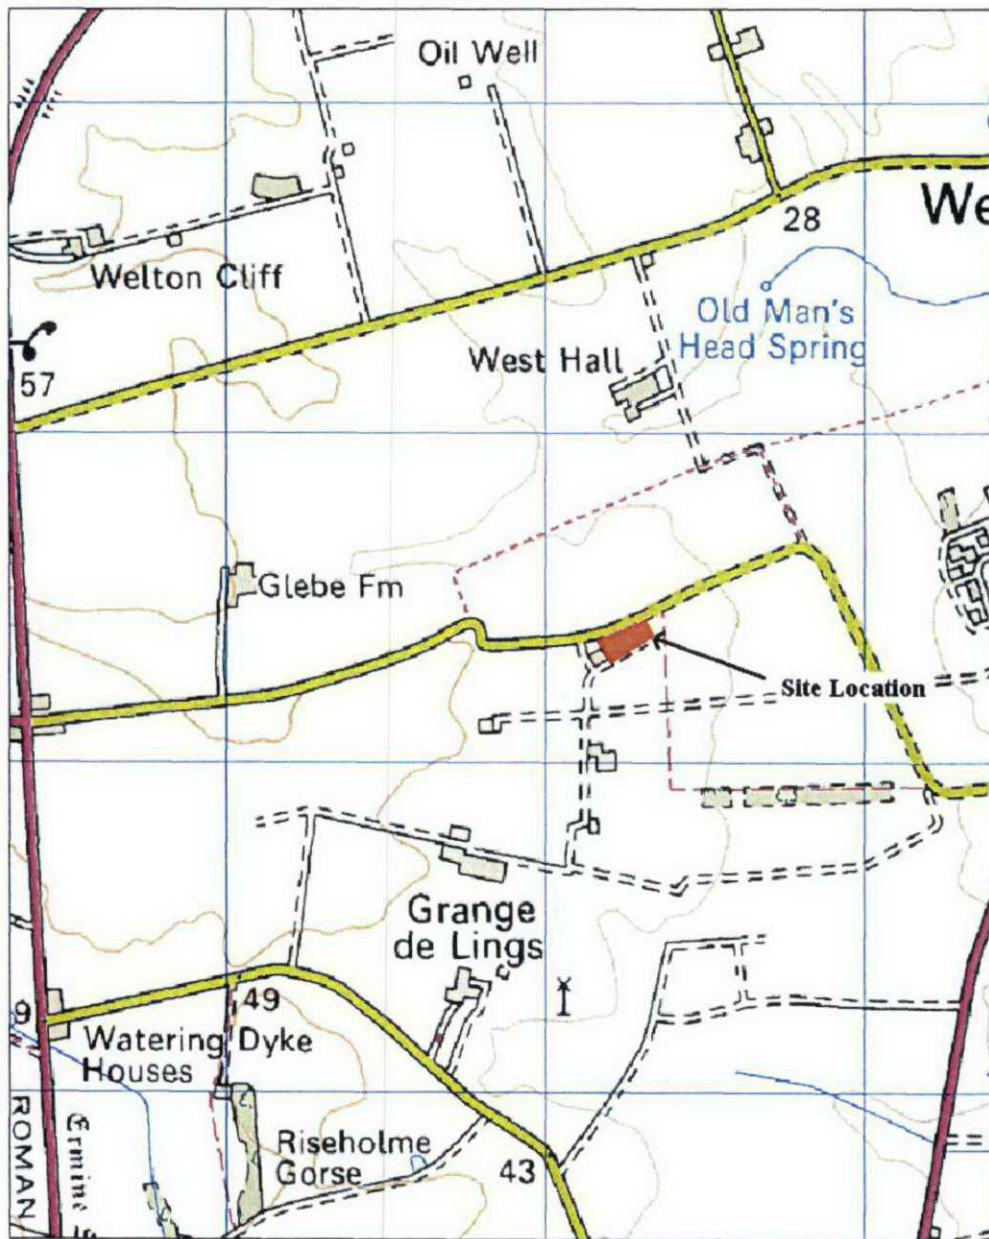 Oil Well
28
We
Welton Cliff
Old Man's
Head Spring
West Hall
57
Glebe Fm
Site Location
Grange
de Lings
9
49
Watering Dyke
Houses
ROMAN
Ermine S
Riseholme
Gorse
43